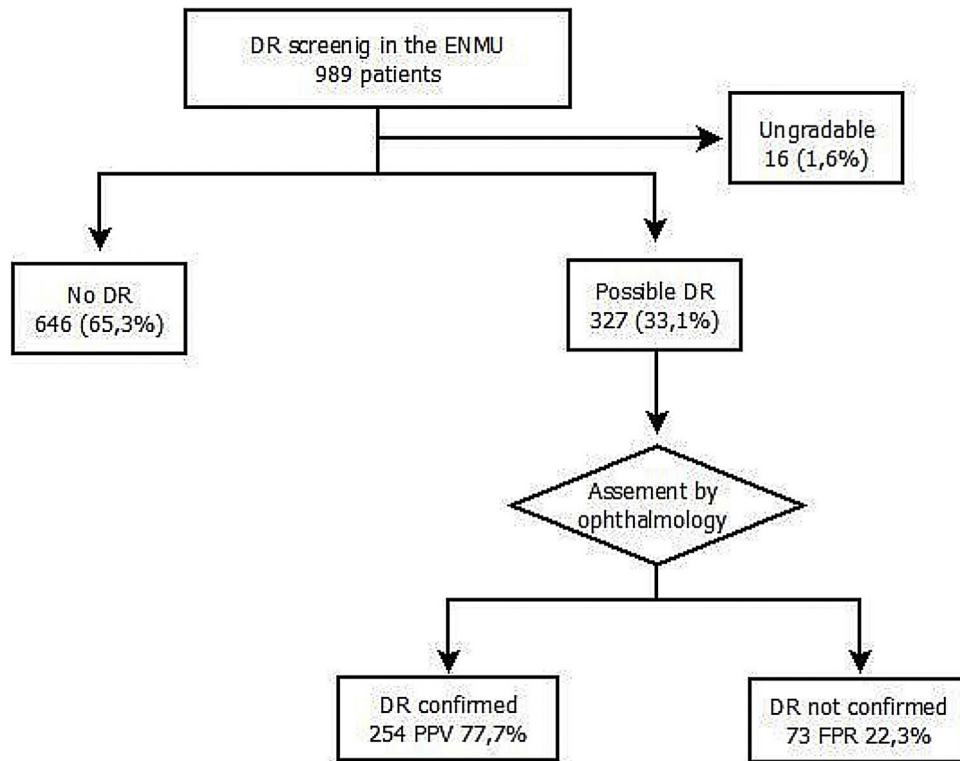 DR screenig in the ENMU
989 patients
Ungradable
16 (1,6%)
No DR
646 (65,3%)
Possible DR
327 (33,1%)
Assement by
ophthalmology
DR confirmed
254 PPV 77,7%
DR not confirmed
73 FPR 22,3%